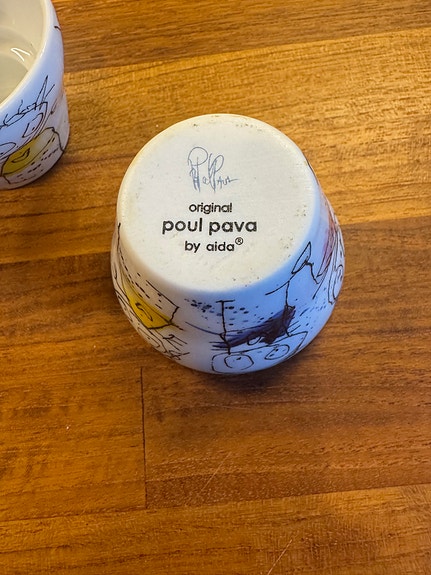 original
poul pava
by aida®